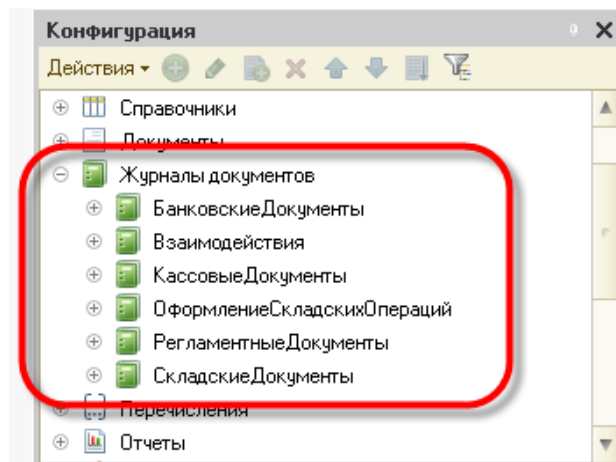 Конфигурация
Действия
Справочники
Документы
Журналы документов
БанковскиеДокументы
Взаимодействия
КассовыеДокументы
ОформлениеСкладскихОпераций
РегламентныеДокументы
СкладскиеДокументы
Перечисления
Отчеты